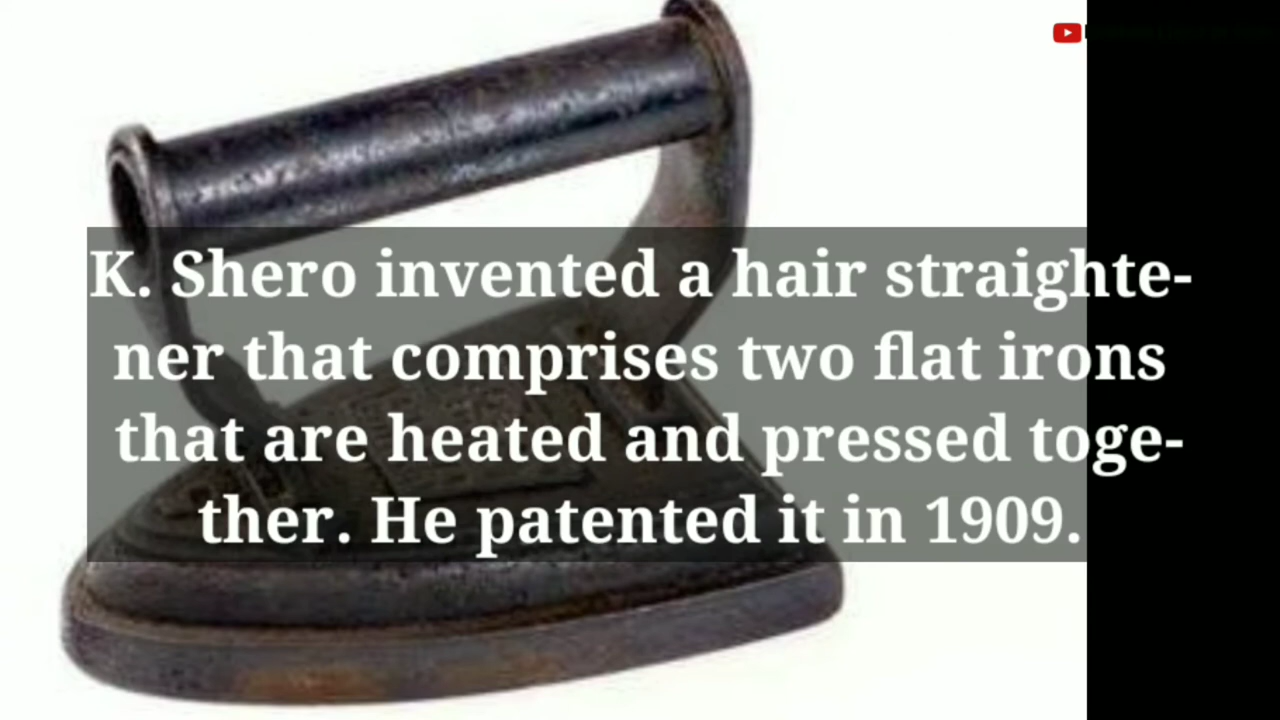 K. Shero invented a hair straighte-
ner that comprises two flat irons
that are heated and pressed toge-
ther. He patented it in 1909.